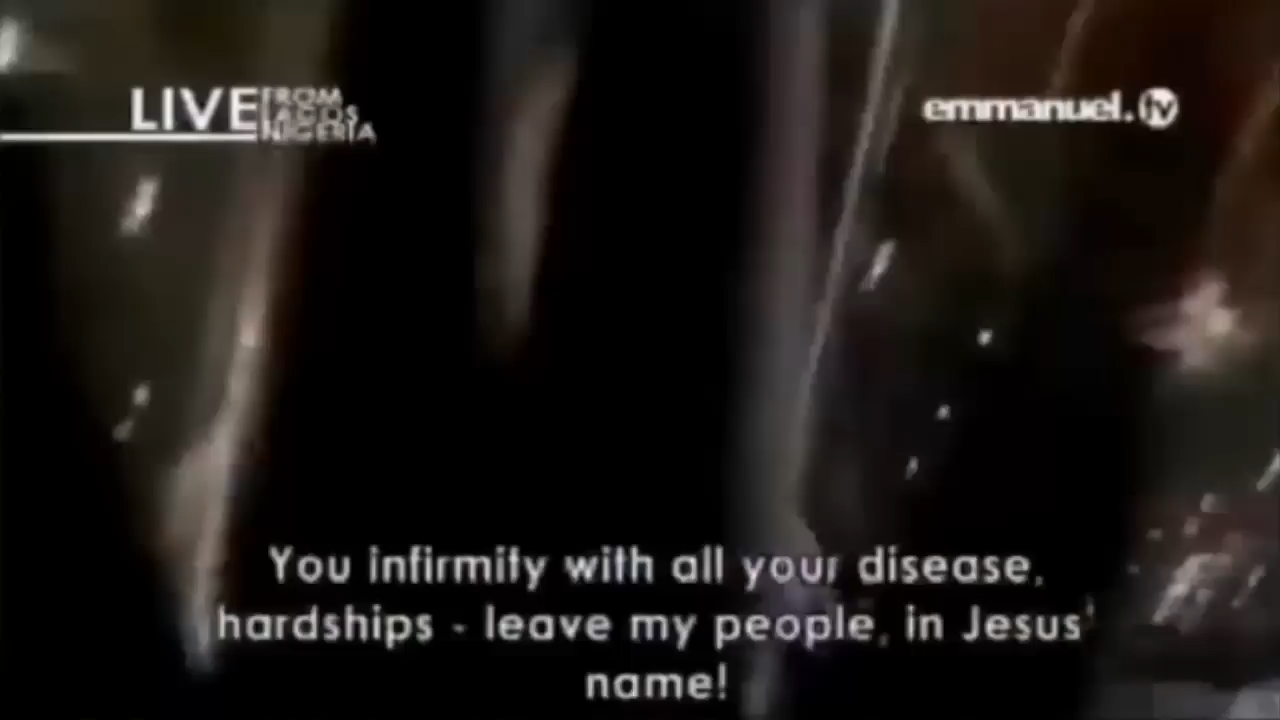 LIVE FROM
LAGOS
NIGERIA
emmanuel.tv
You infirmity with all your disease,
hardships - leave my people, in Jesus'
name!